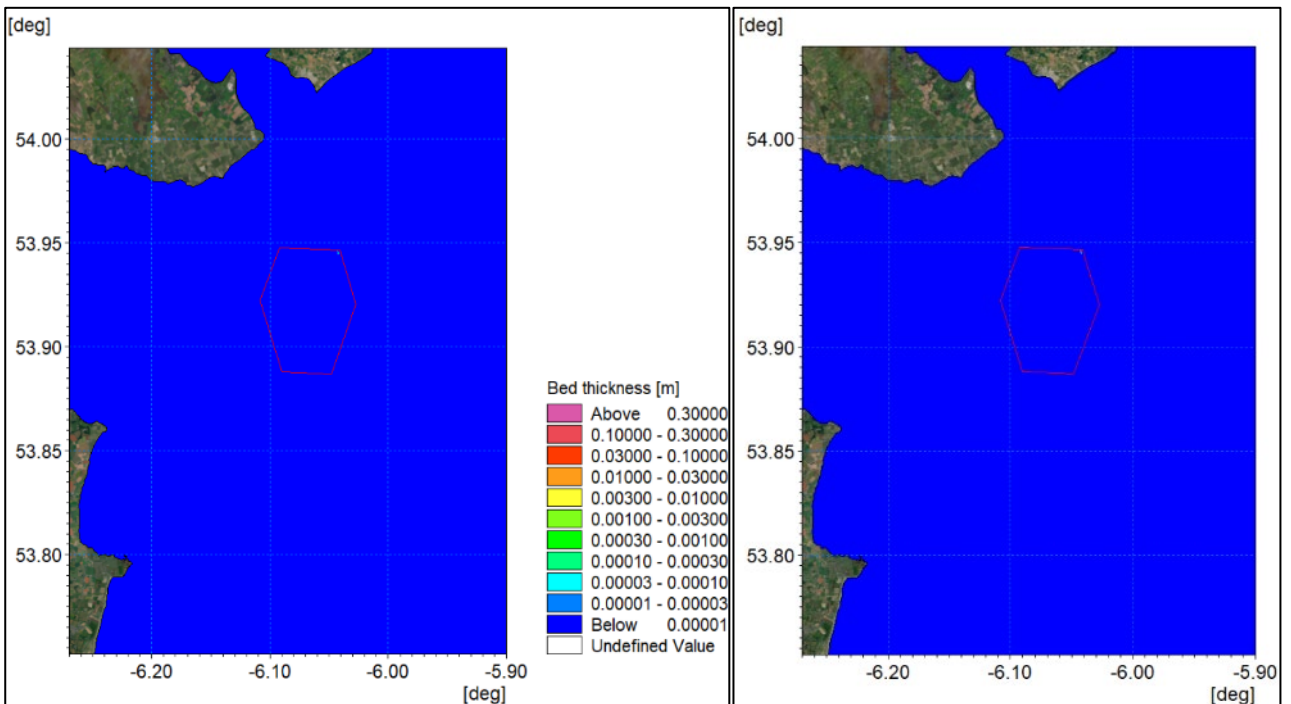 [deg]
54.00
53.95
53.90
53.85
53.80
-6.20 -6.10 -6.00 -5.90
[deg]
Bed thickness [m]
Above 0.30000
0.10000 - 0.30000
0.03000 - 0.10000
0.01000 - 0.03000
0.00300 - 0.01000
0.00100 - 0.00300
0.00030 - 0.00100
0.00010 - 0.00030
0.00003 - 0.00010
0.00001 - 0.00003
Below 0.00001
Undefined Value
[deg]
54.00
53.95
53.90
53.85
53.80
-6.20 -6.10 -6.00 -5.90
[deg]